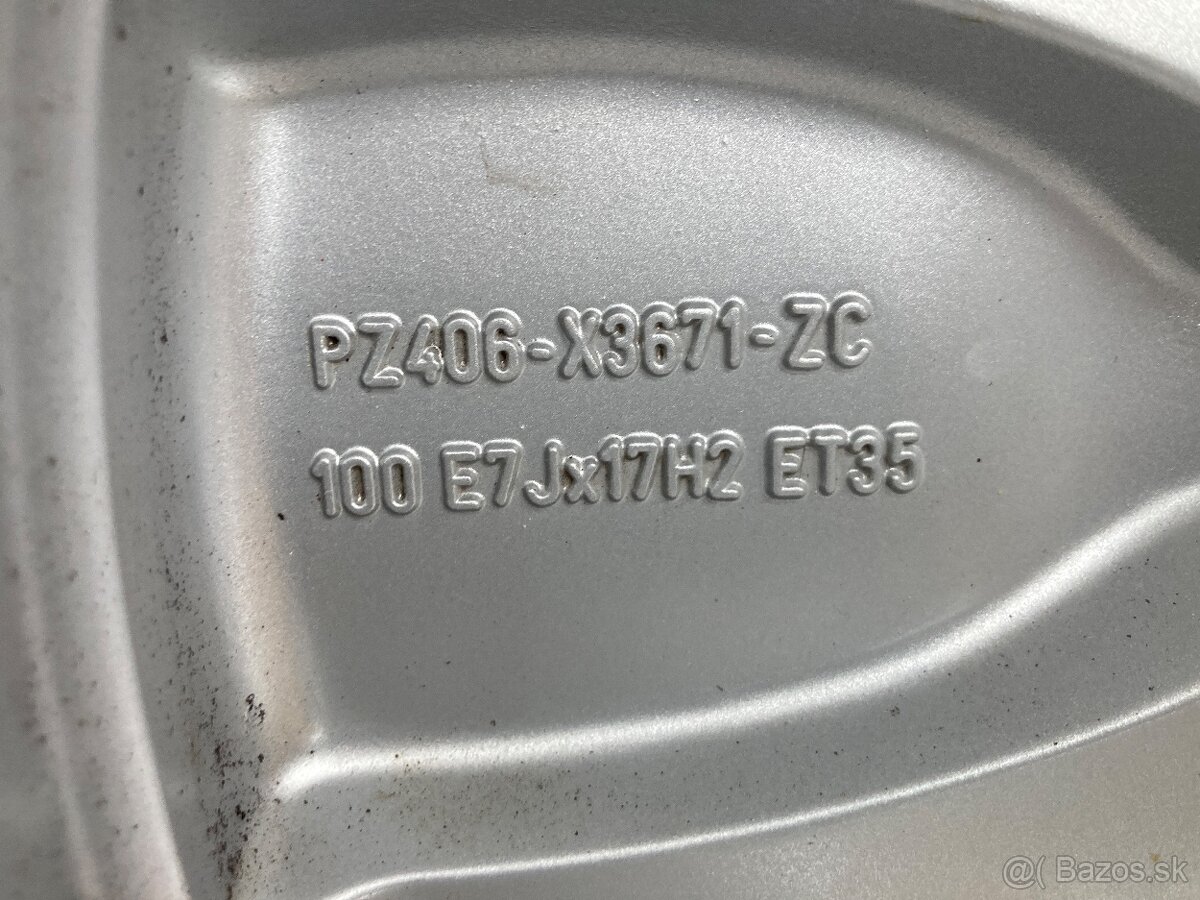 PZ406-X3671-ZC
100 E7Jx17H2 ET35
@( Bazos.sk